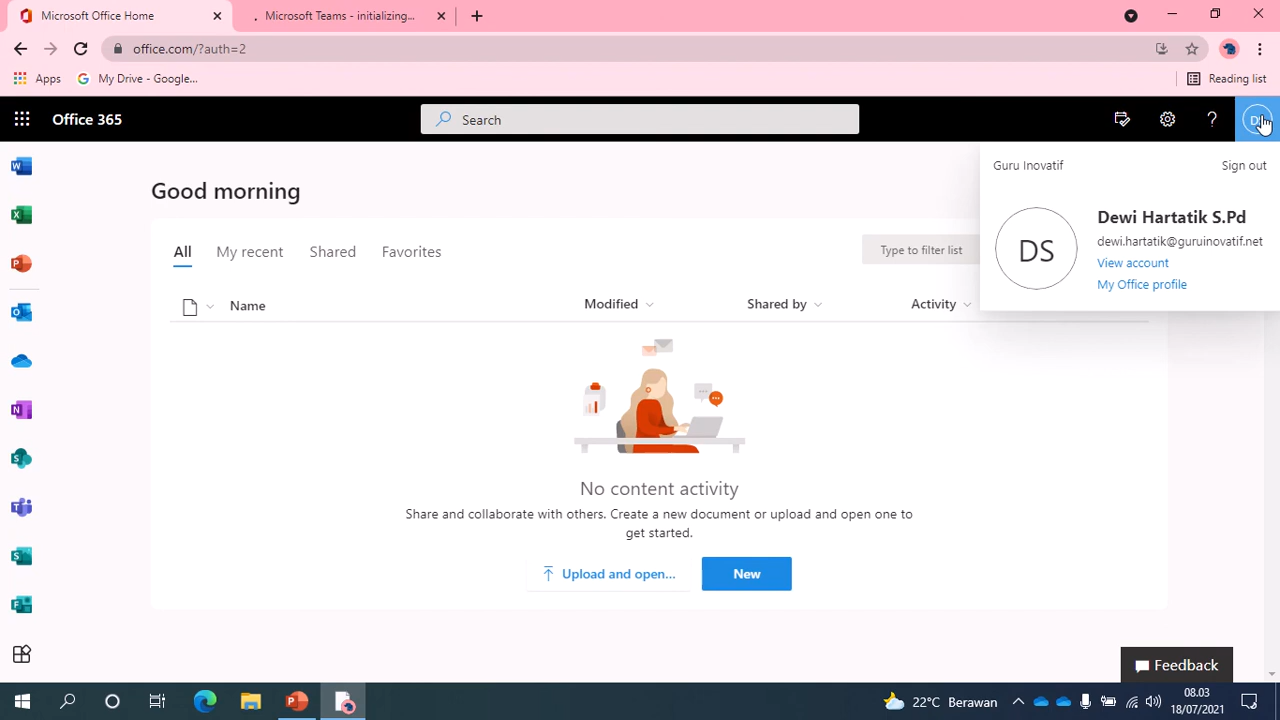 Microsoft Office Home
Microsoft Teams - initializing...
office.com/?auth=2
Apps
My Drive - Google...
Reading list
Office 365
Search
?
DS
Guru Inovatif
Sign out
DS
Dewi Hartatik S.Pd
dewi.hartatik@guruinovatif.net
View account
My Office profile
Good morning
All
My recent
Shared
Favorites
Type to filter list
Name
Modified
Shared by
Activity
No content activity
Share and collaborate with others. Create a new document or upload and open one to
get started.
Upload and open...
New
Feedback
22°C Berawan
08.03
18/07/2021